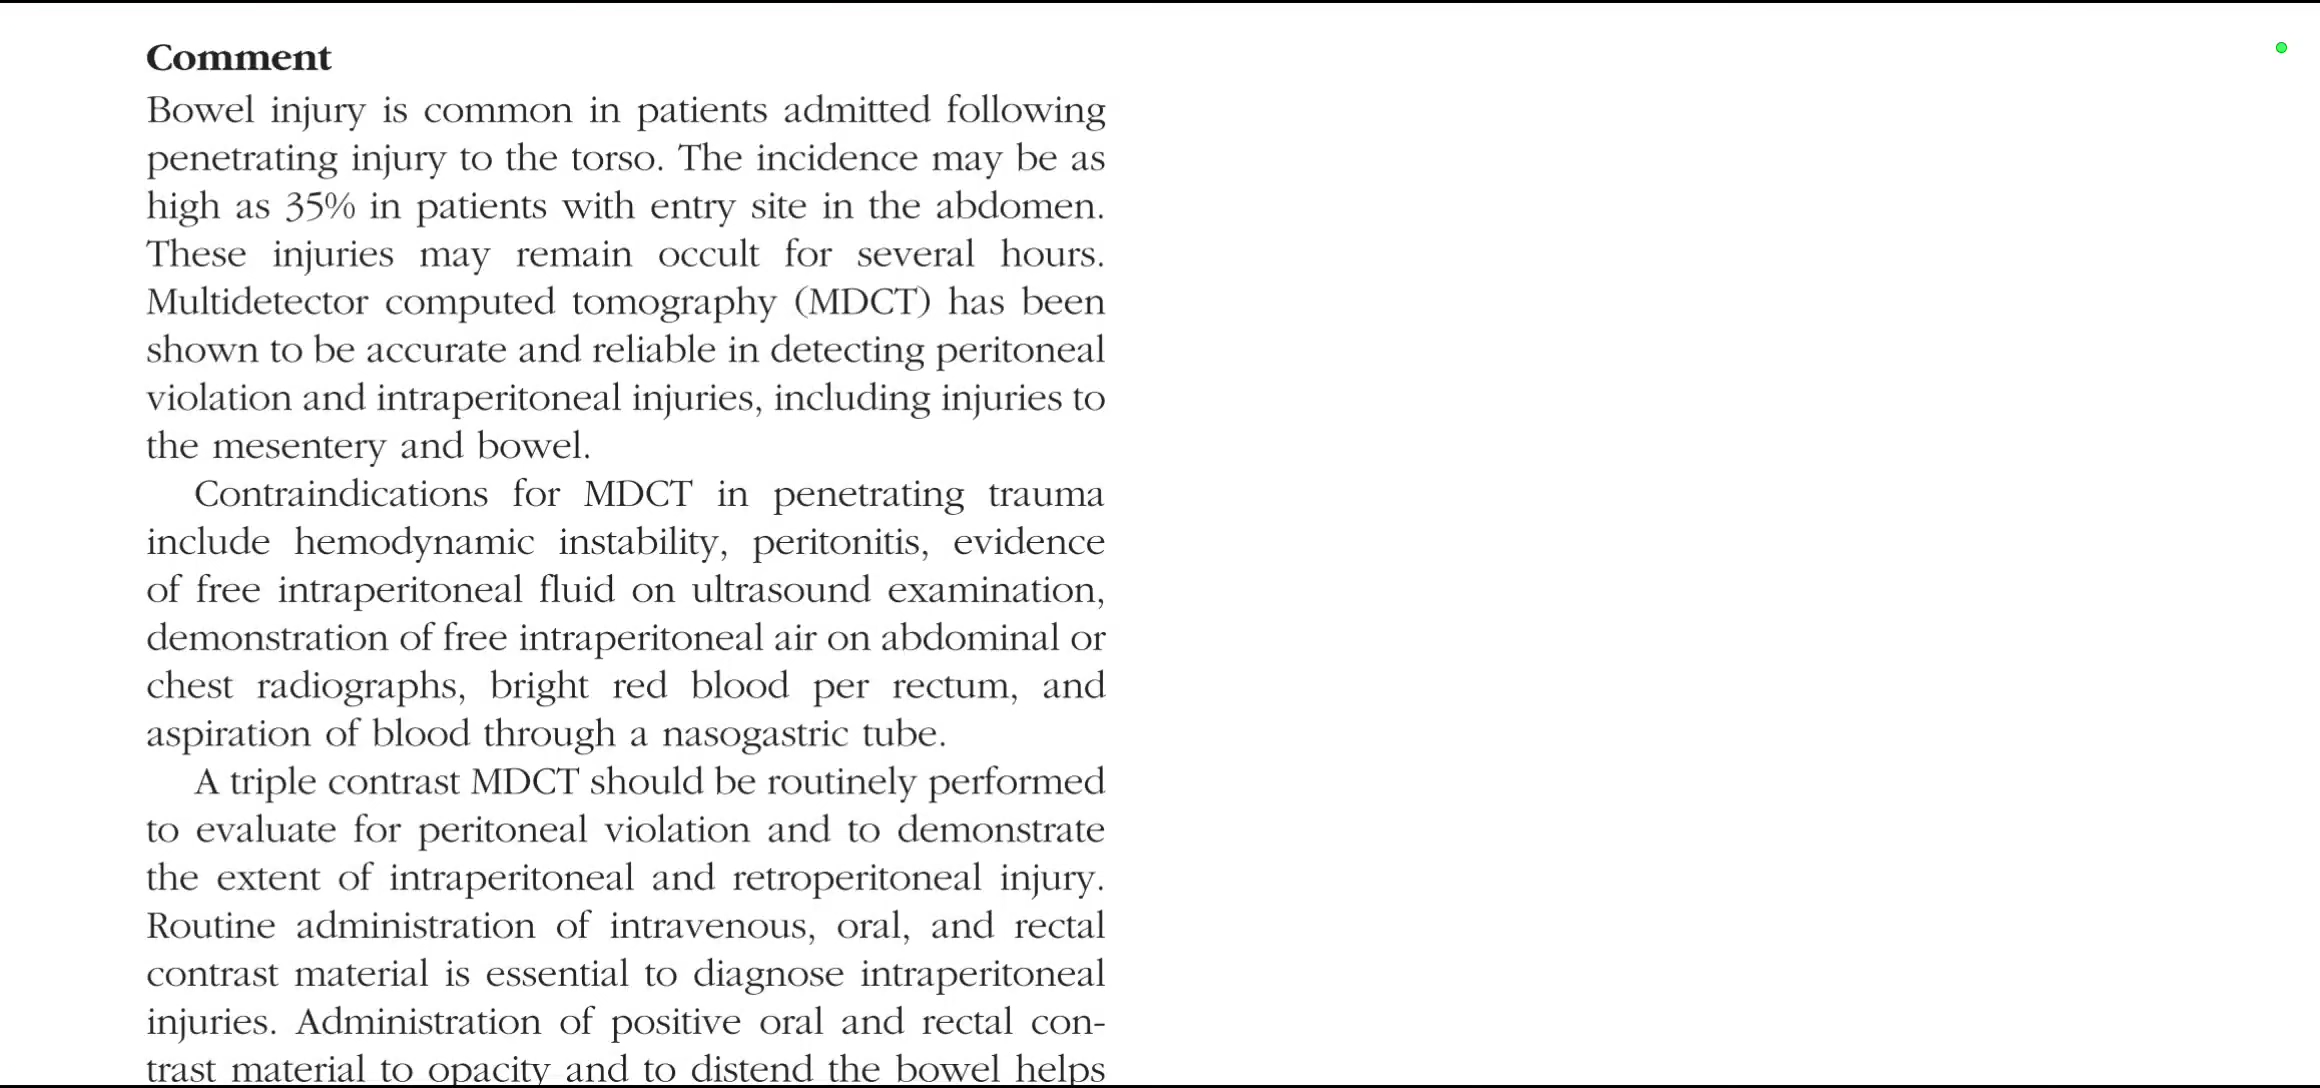 Comment
Bowel injury is common in patients admitted following
penetrating injury to the torso. The incidence may be as
high as 35% in patients with entry site in the abdomen.
These injuries may remain occult for several hours.
Multidetector computed tomography (MDCT) has been
shown to be accurate and reliable in detecting peritoneal
violation and intraperitoneal injuries, including injuries to
the mesentery and bowel.
Contraindications for MDCT in penetrating trauma
include hemodynamic instability, peritonitis, evidence
of free intraperitoneal fluid on ultrasound examination,
demonstration of free intraperitoneal air on abdominal or
chest radiographs, bright red blood per rectum, and
aspiration of blood through a nasogastric tube.
A triple contrast MDCT should be routinely performed
to evaluate for peritoneal violation and to demonstrate
the extent of intraperitoneal and retroperitoneal injury.
Routine administration of intravenous, oral, and rectal
contrast material is essential to diagnose intraperitoneal
injuries. Administration of positive oral and rectal con-
trast material to opacity and to distend the bowel helps